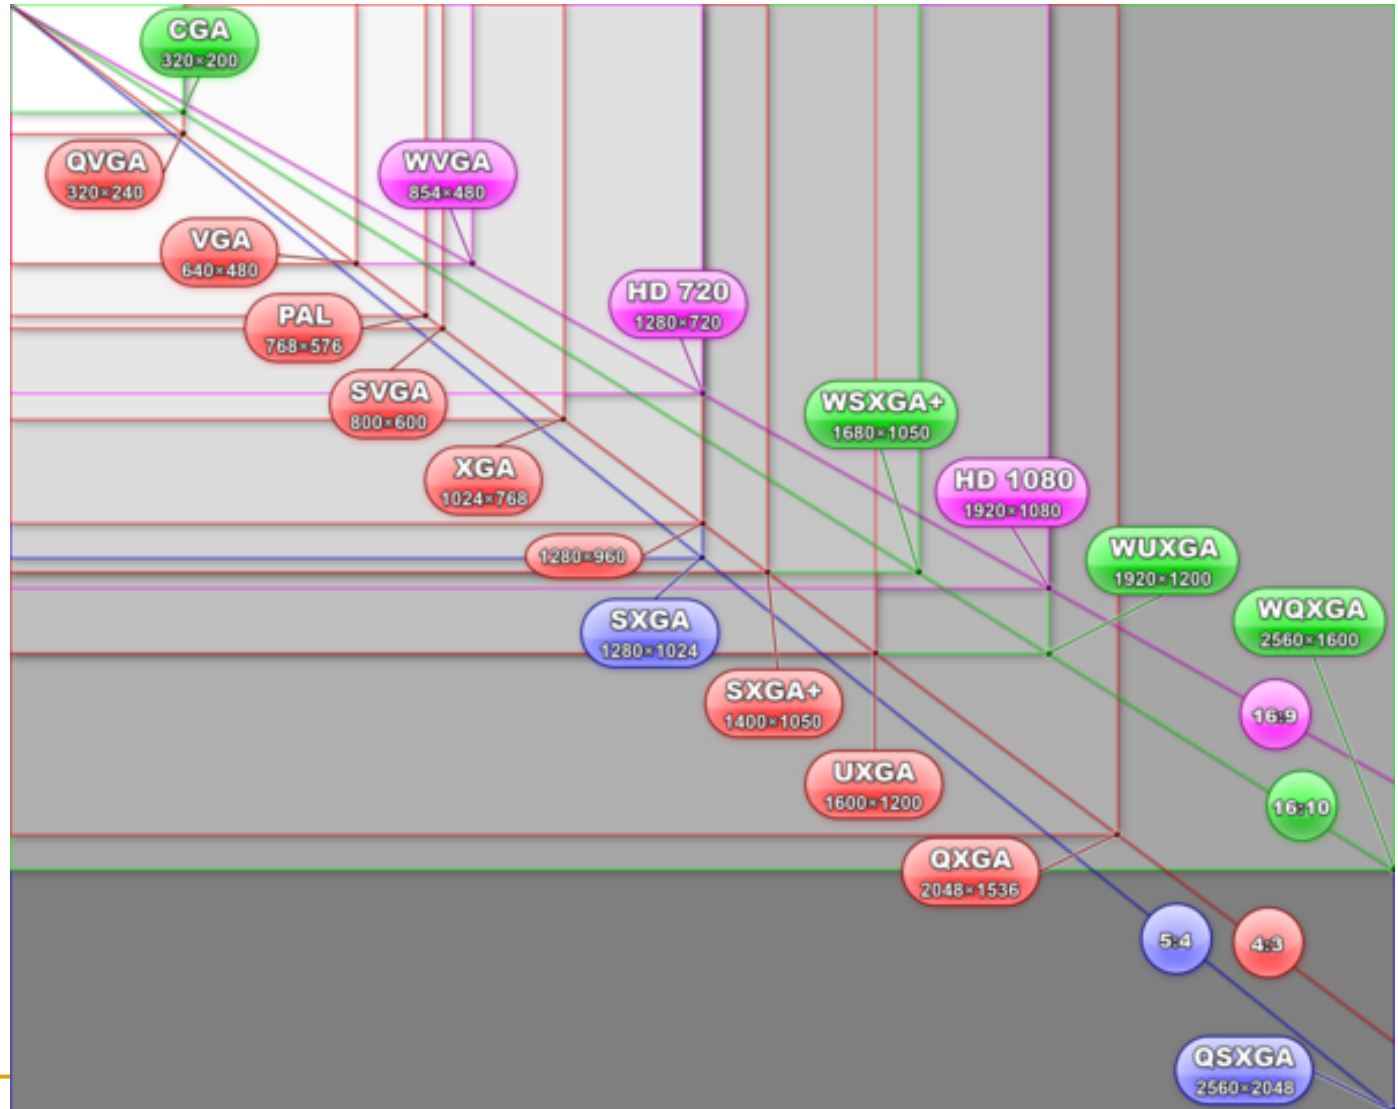 CGA
320×200
QVGA
320×240
WVGA
854×480
VGA
640×480
PAL
768×576
HD 720
1280×720
SVGA
800×600
WSXGA+
1680×1050
XGA
1024×768
HD 1080
1920×1080
1280×960
WUXGA
1920×1200
SXGA
1280×1024
WQXGA
2560×1600
SXGA+
1400×1050
16:9
UXGA
1600×1200
16:10
QXGA
2048×1536
5:4
4:3
QSXGA
2560×2048